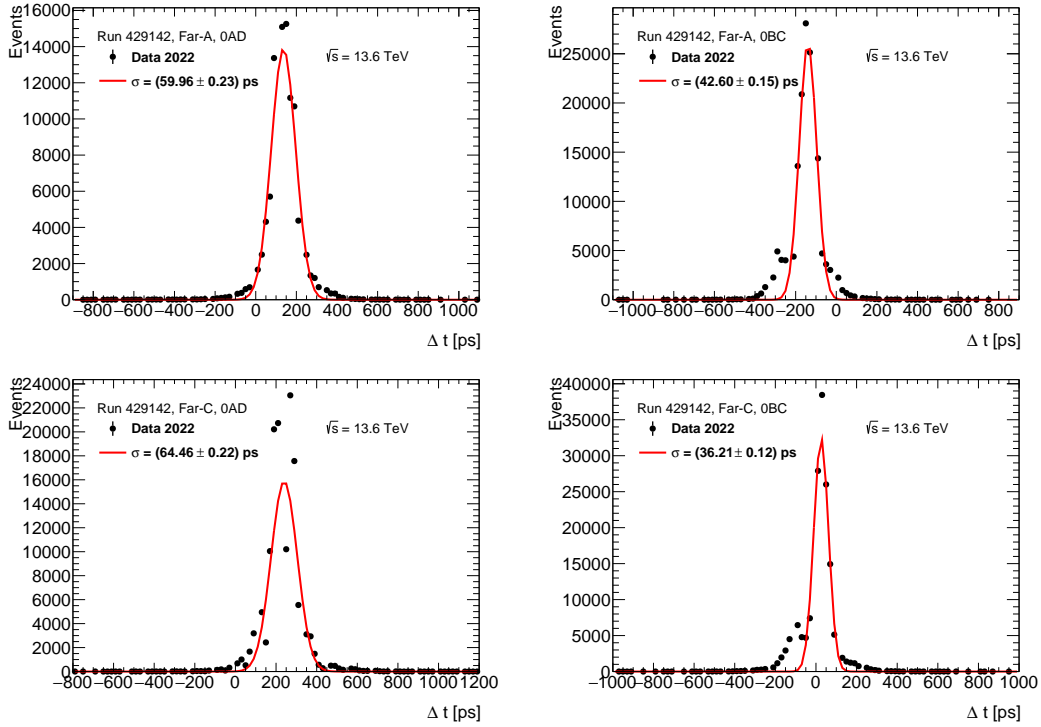 Events
16000
14000
12000
10000
8000
6000
4000
2000
0
Run 429142, Far-A, 0AD
Data 2022
√s = 13.6 TeV
σ = (59.96 ± 0.23) ps
−800 −600 −400 −200 0 200 400 600 800 1000
Δ t [ps]
Events
25000
20000
15000
10000
5000
0
Run 429142, Far-A, 0BC
Data 2022
√s = 13.6 TeV
σ = (42.60 ± 0.15) ps
−1000 −800 −600 −400 −200 0 200 400 600 800
Δ t [ps]
Events
24000
22000
20000
18000
16000
14000
12000
10000
8000
6000
4000
2000
0
Run 429142, Far-C, 0AD
Data 2022
√s = 13.6 TeV
σ = (64.46 ± 0.22) ps
−800 −600 −400 −200 0 200 400 600 800 1000 1200
Δ t [ps]
Events
40000
35000
30000
25000
20000
15000
10000
5000
0
Run 429142, Far-C, 0BC
Data 2022
√s = 13.6 TeV
σ = (36.21 ± 0.12) ps
−1000 −800 −600 −400 −200 0 200 400 600 800 1000
Δ t [ps]